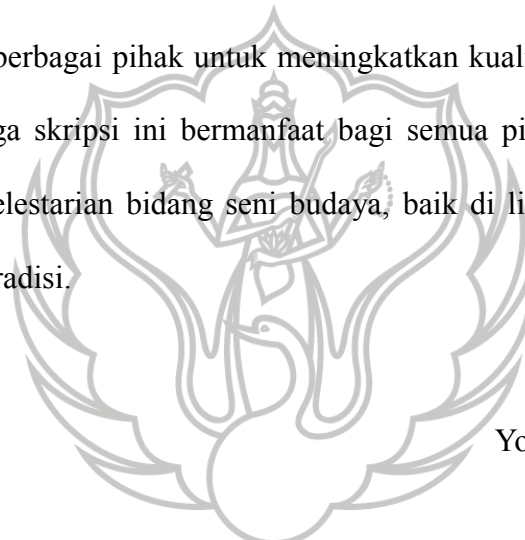 berbagai pihak untuk meningkatkan kuali
ga skripsi ini bermanfaat bagi semua pi
elestarian bidang seni budaya, baik di li
radisi.
Yo